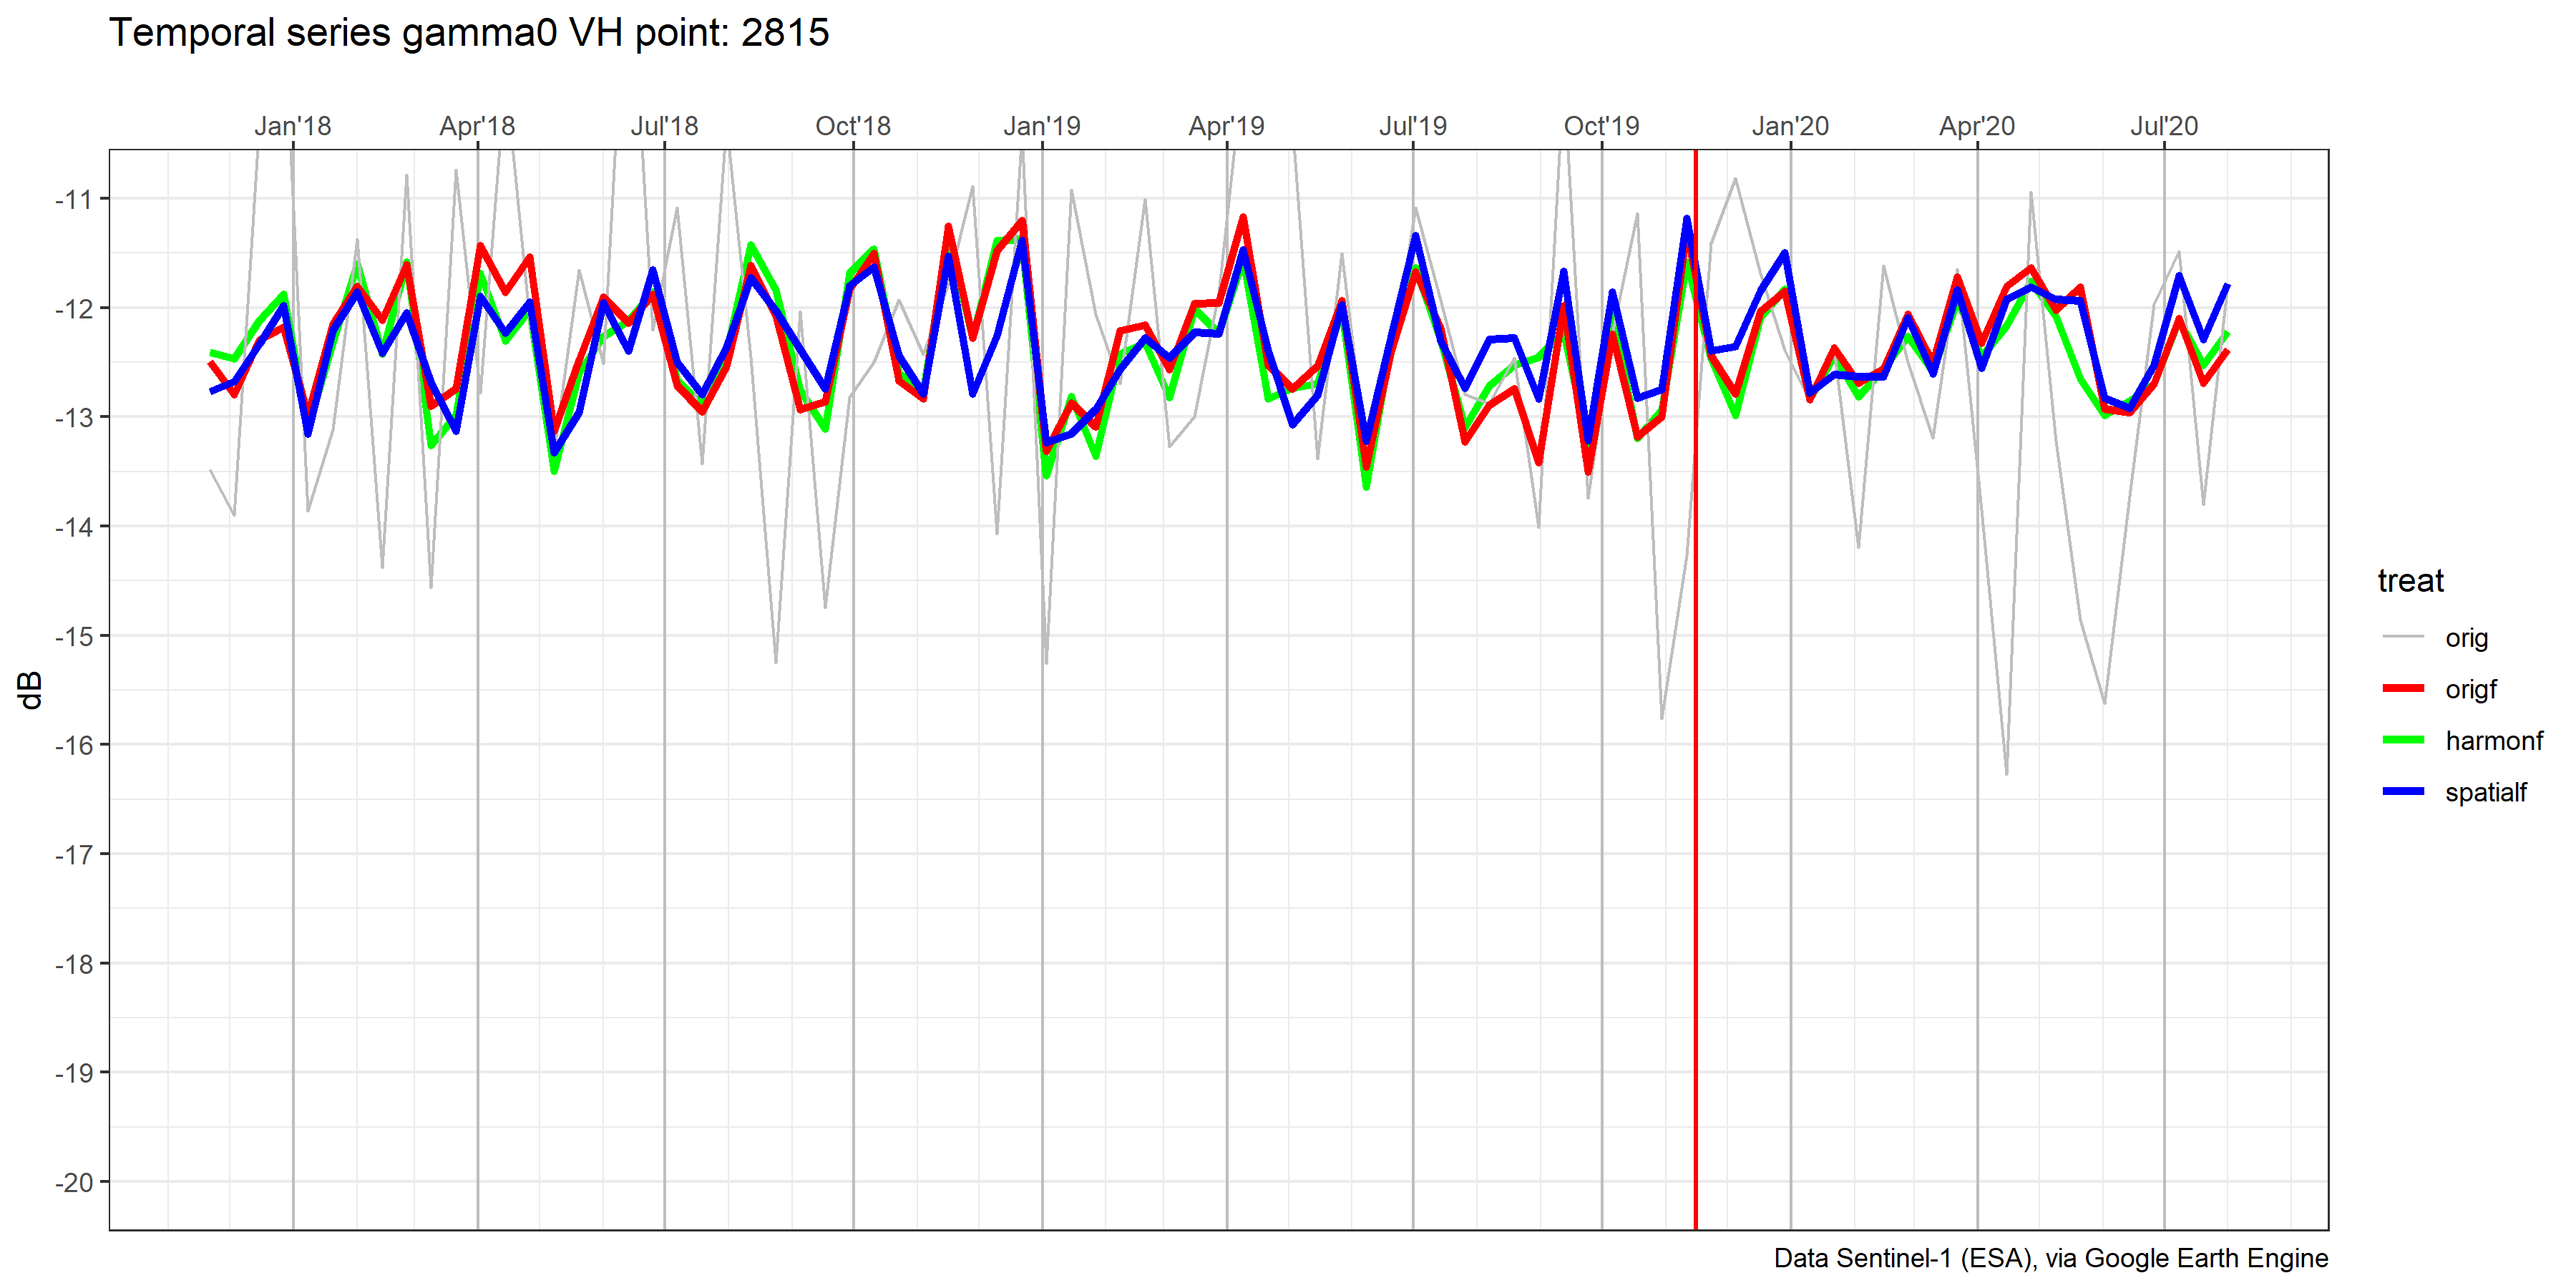 Temporal series gamma0 VH point: 2815
Jan'18 Apr'18 Jul'18 Oct'18 Jan'19 Apr'19 Jul'19 Oct'19 Jan'20 Apr'20 Jul'20
-11
-12
-13
-14
-15
-16
-17
-18
-19
-20
dB
treat
orig
origf
harmonf
spatialf
Data Sentinel-1 (ESA), via Google Earth Engine